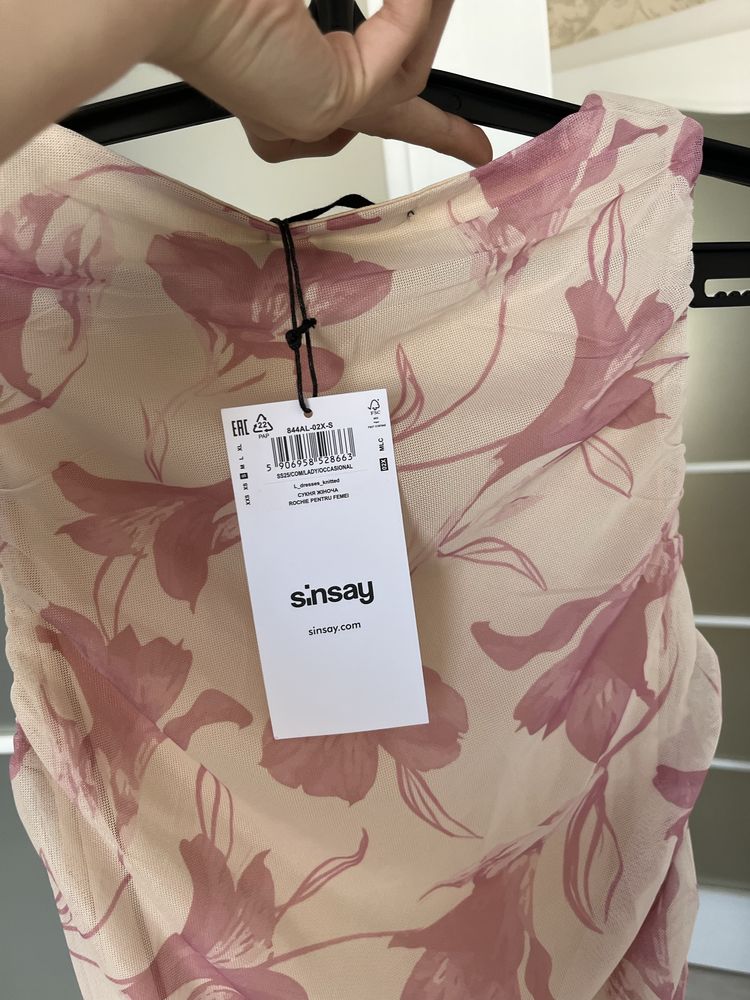 EAC
22
PAP
844AL-02X-S
FSC
5 906958 528663
SS25/COM/LADY/OCCASIONAL
L_dresses_knitted
СУКНЯ ЖІНОЧА
ROCHIE PENTRU FEMEI
XXS XS S M L XL
02X MLC
sinsay
sinsay.com